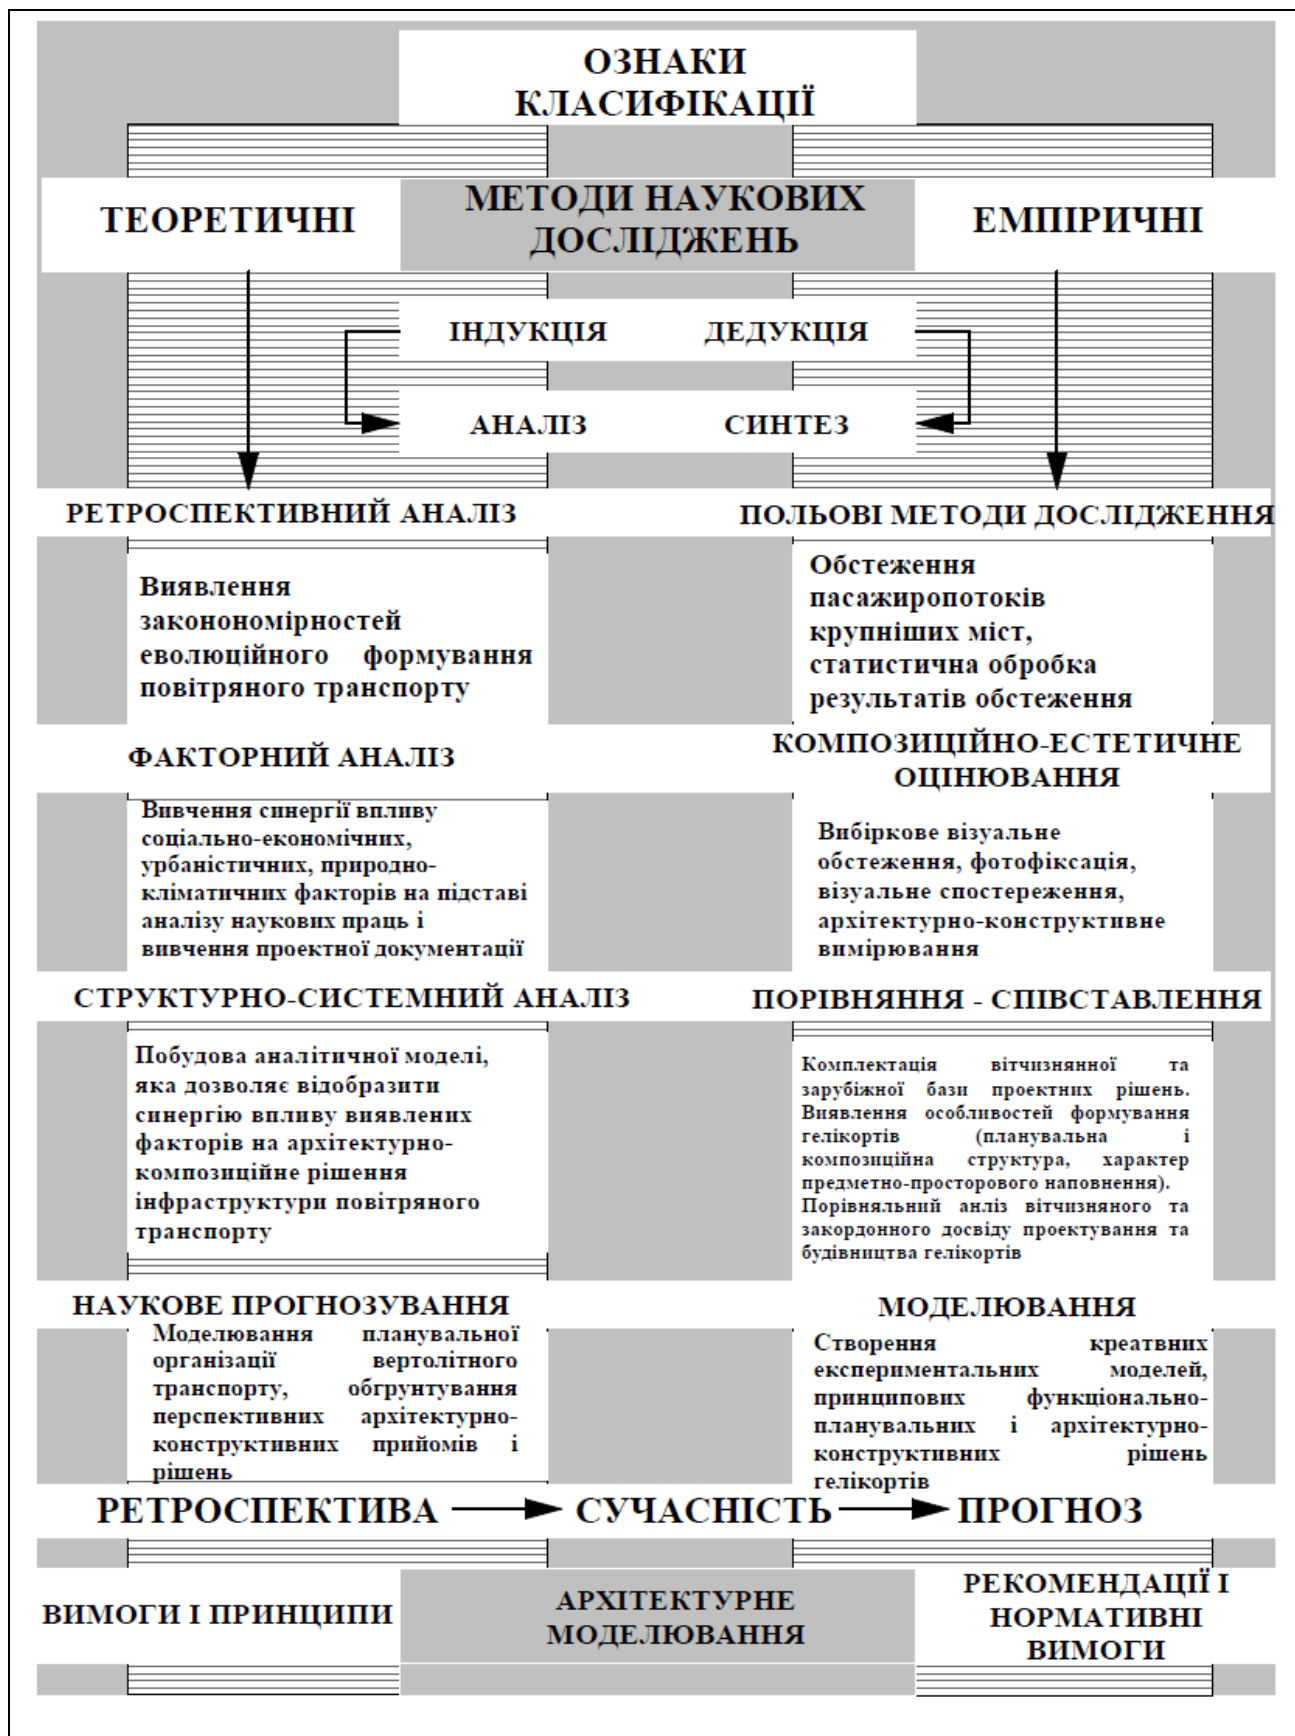 ОЗНАКИ
КЛАСИФІКАЦІЇ
ТЕОРЕТИЧНІ
МЕТОДИ НАУКОВИХ
ДОСЛІДЖЕНЬ
ЕМПІРИЧНІ
ІНДУКЦІЯ ДЕДУКЦІЯ
АНАЛІЗ СИНТЕЗ
РЕТРОСПЕКТИВНИЙ АНАЛІЗ
Виявлення
законономірностей
еволюційного формування
повітряного транспорту
ПОЛЬОВІ МЕТОДИ ДОСЛІДЖЕННЯ
Обстеження
пасажиропотоків
крупніших міст,
статистична обробка
результатів обстеження
ФАКТОРНИЙ АНАЛІЗ
Вивчення синергії впливу
соціально-економічних,
урбаністичних, природно-
кліматичних факторів на підставі
аналізу наукових праць і
вивчення проектної документації
КОМПОЗИЦІЙНО-ЕСТЕТИЧНЕ
ОЦІНЮВАННЯ
Вибіркове візуальне
обстеження, фотофіксація,
візуальне спостереження,
архітектурно-конструктивне
вимірювання
СТРУКТУРНО-СИСТЕМНИЙ АНАЛІЗ
Побудова аналітичної моделі,
яка дозволяє відобразити
синергію впливу виявлених
факторів на архітектурно-
композиційне рішення
інфраструктури повітряного
транспорту
ПОРІВНЯННЯ - СПІВСТАВЛЕННЯ
Комплектація вітчизнянної та
зарубіжної бази проектних рішень.
Виявлення особливостей формування
гелікортів (планувальна і
композиційна структура, характер
предметно-просторового наповнення).
Порівняльний анліз вітчизняного та
закордонного досвіду проектування та
будівництва гелікортів
НАУКОВЕ ПРОГНОЗУВАННЯ
Моделювання планувальної
організації вертолітного
транспорту, обгрунтування
перспективних архітектурно-
конструктивних прийомів і
рішень
МОДЕЛЮВАННЯ
Створення креатвних
експериментальних моделей,
принципових функціонально-
планувальних і архітектурно-
конструктивних рішень
гелікортів
РЕТРОСПЕКТИВА СУЧАСНІСТЬ ПРОГНОЗ
ВИМОГИ І ПРИНЦИПИ
АРХІТЕКТУРНЕ
МОДЕЛЮВАННЯ
РЕКОМЕНДАЦІЇ І
НОРМАТИВНІ
ВИМОГИ